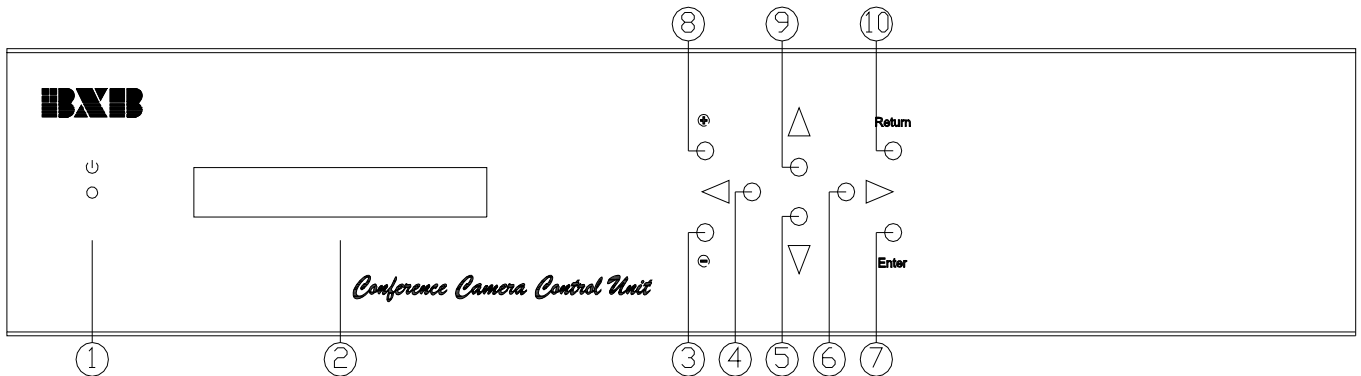 8 9 10
BXB
Return
Enter
Conference Camera Control Unit
1 2 3 4 5 6 7